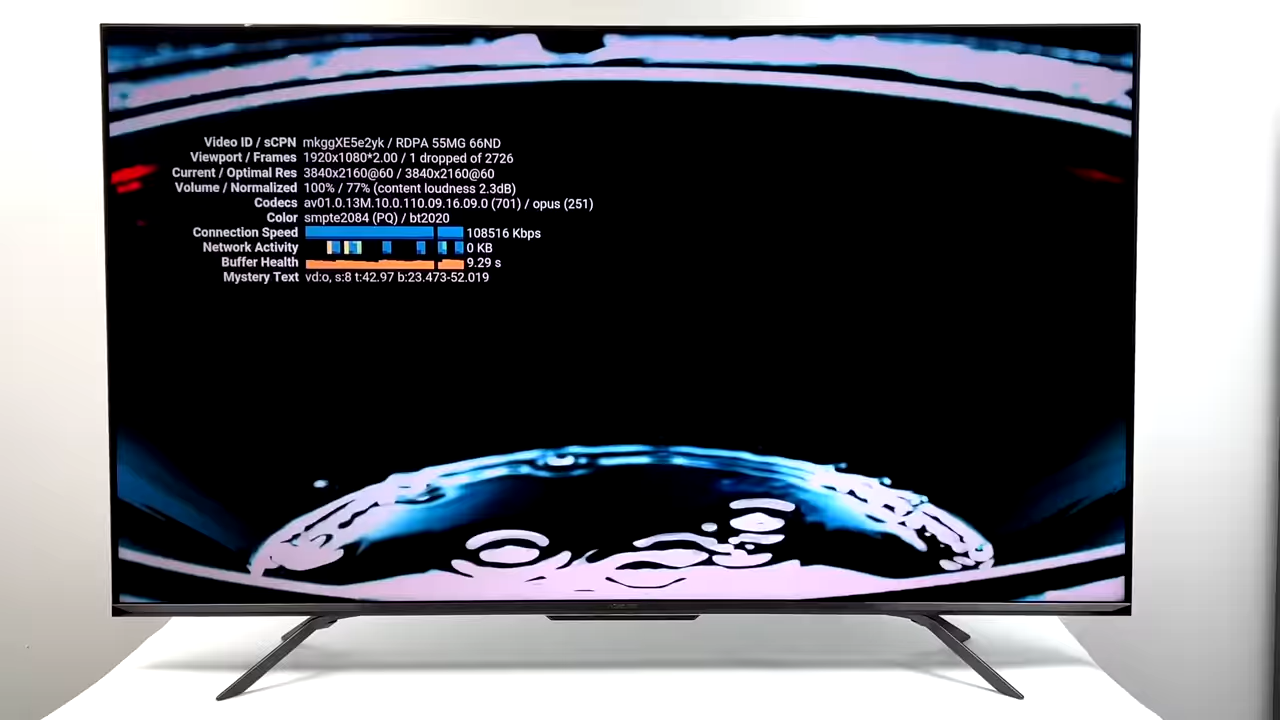 Video ID / sCPN mkggXE5e2yk / RDPA 55MG 66ND
Viewport / Frames 1920x1080*2.00 / 1 dropped of 2726
Current / Optimal Res 3840x2160@60 / 3840x2160@60
Volume / Normalized 100% / 77% (content loudness 2.3dB)
Codecs av01.0.13M.10.0.110.09.16.09.0 (701) / opus (251)
Color smpte2084 (PQ) / bt2020
Connection Speed 108516 Kbps
Network Activity 0 KB
Buffer Health 9.29 s
Mystery Text vd:o, s:8 t:42.97 b:23.473-52.019